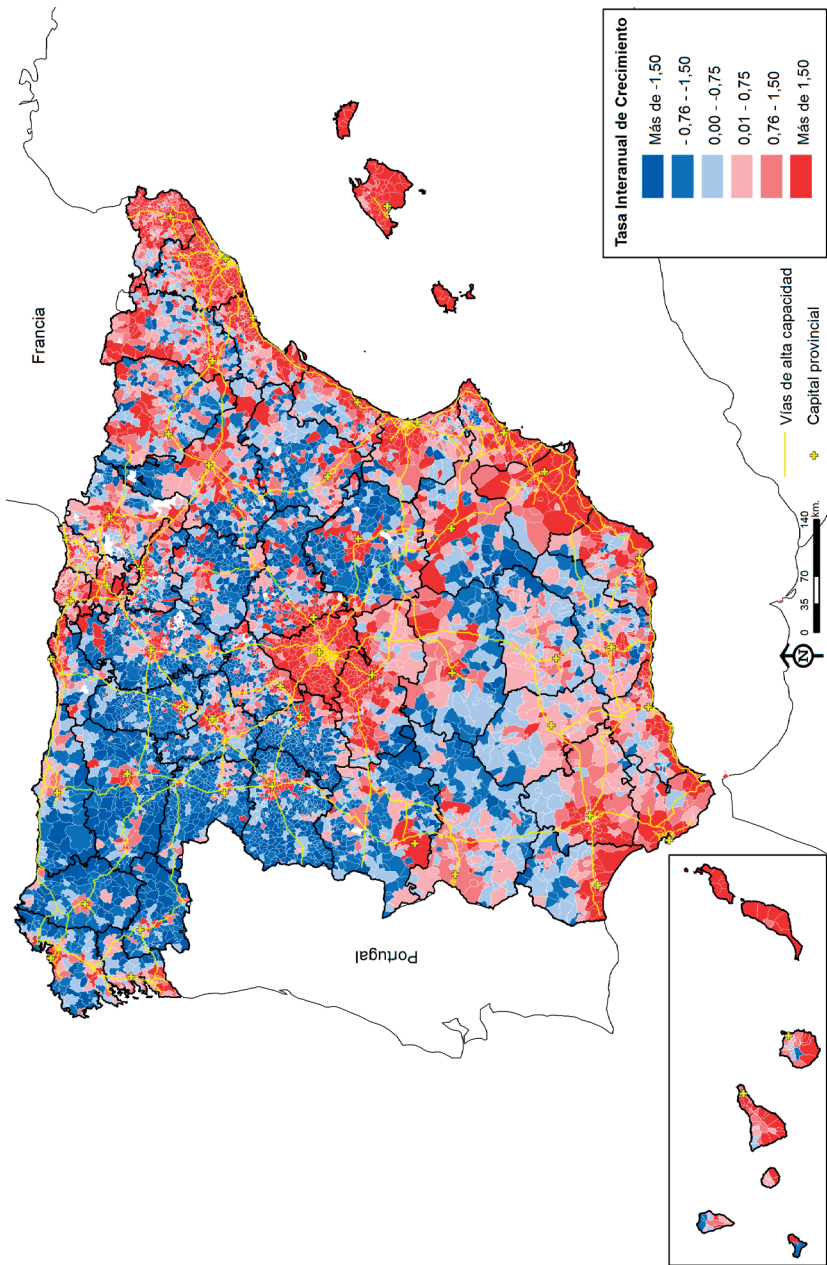 Francia
Portugal
Tasa Interanual de Crecimiento
Más de -1,50
- 0,76 - -1,50
0,00 - -0,75
0,01 - 0,75
0,76 - 1,50
Más de 1,50
Vías de alta capacidad
Capital provincial
N
0 35 70 140
km.